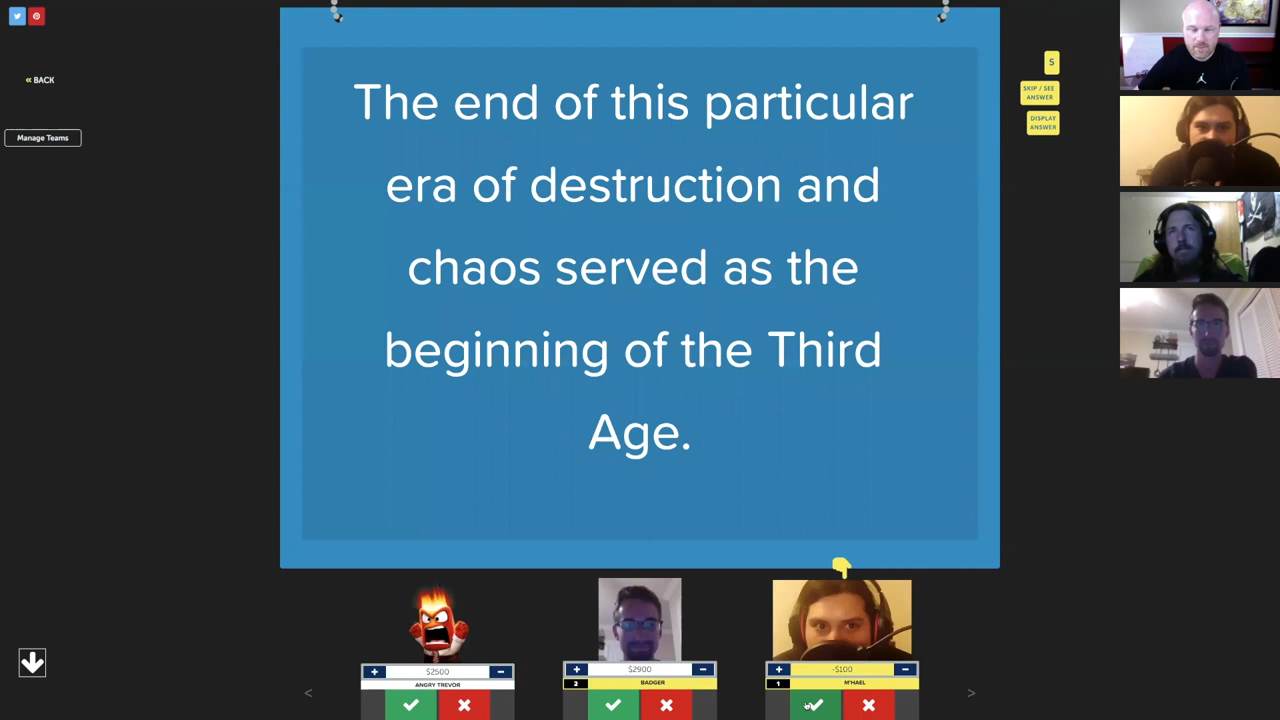 5
« BACK
SKIP / SEE
ANSWER
DISPLAY
ANSWER
Manage Teams
The end of this particular
era of destruction and
chaos served as the
beginning of the Third
Age.
+ $2500 −
ANGRY TREVOR
+ $2900 −
2 BADGER
+ -$100 −
1 M'HAEL